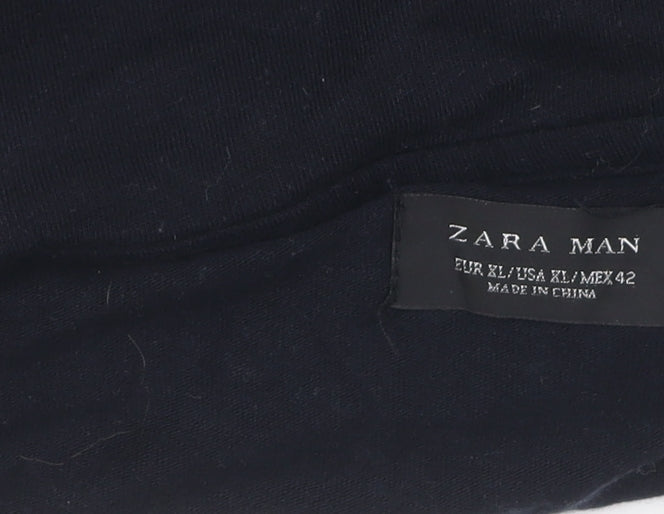 ZARA MAN
EUR XL/USA XL/MEX 42
MADE IN CHINA